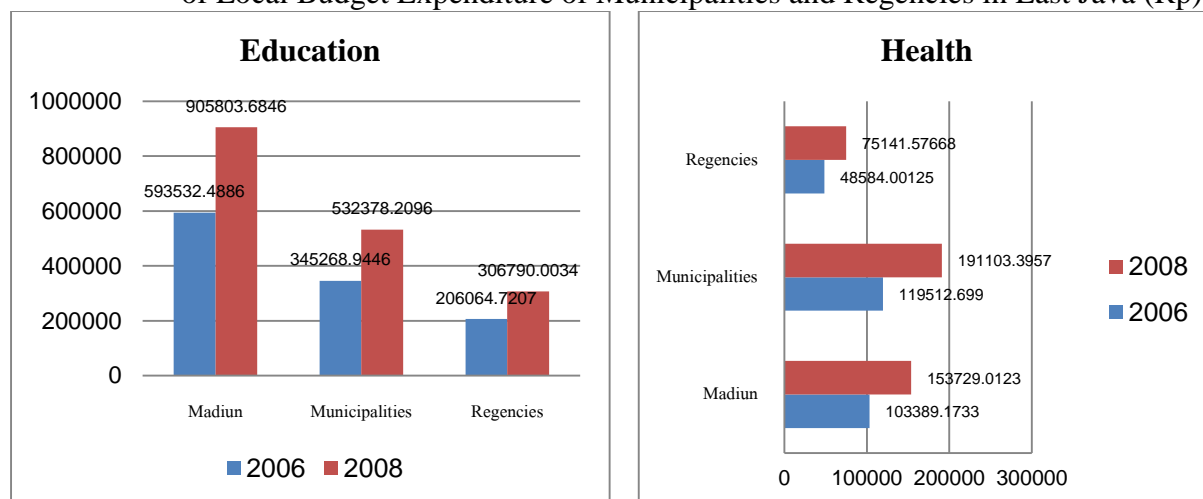 of Local Budget Expenditure of Municipalities and Regencies in East Java (Rp)
Education
1000000
800000
600000
400000
200000
0
905803.6846
593532.4886
532378.2096
345268.9446
306790.0034
206064.7207
Madiun Municipalities Regencies
2006 2008
Health
Regencies
75141.57668
48584.00125
Municipalities
191103.3957
119512.699
Madiun
153729.0123
103389.1733
0 100000 200000 300000
2008
2006